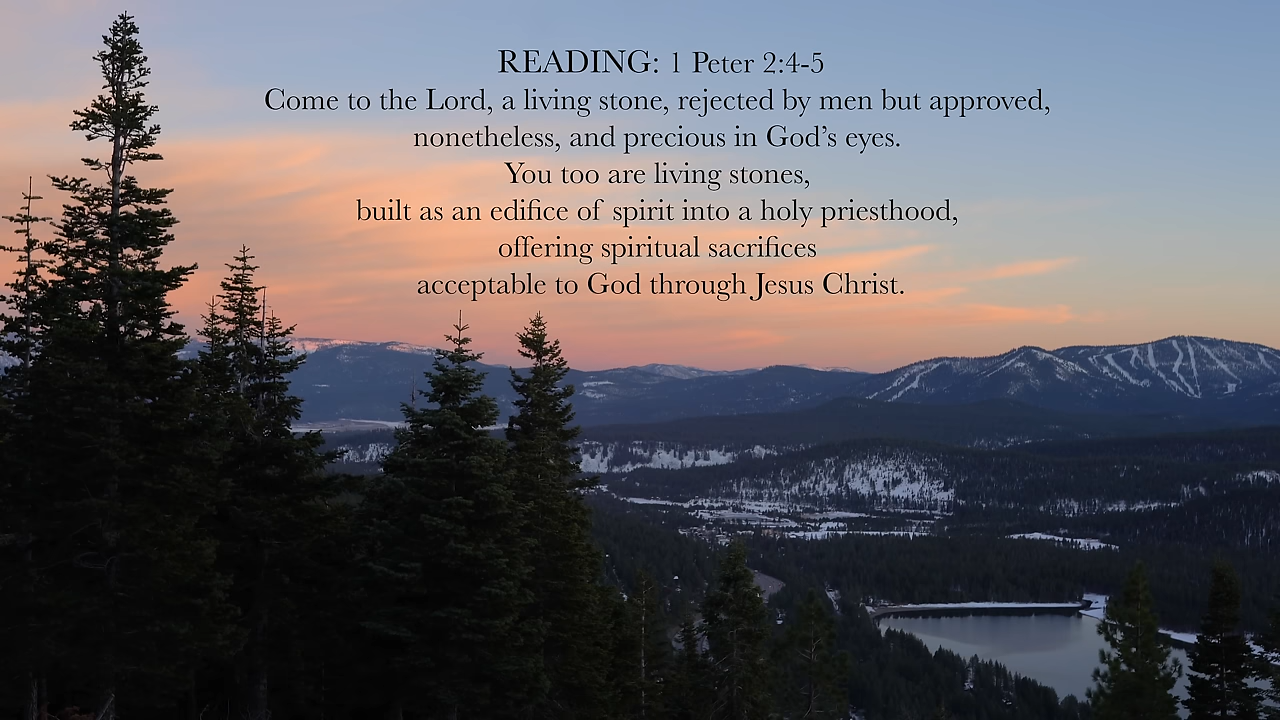 READING: 1 Peter 2:4-5
Come to the Lord, a living stone, rejected by men but approved,
nonetheless, and precious in God’s eyes.
You too are living stones,
built as an edifice of spirit into a holy priesthood,
offering spiritual sacrifices
acceptable to God through Jesus Christ.